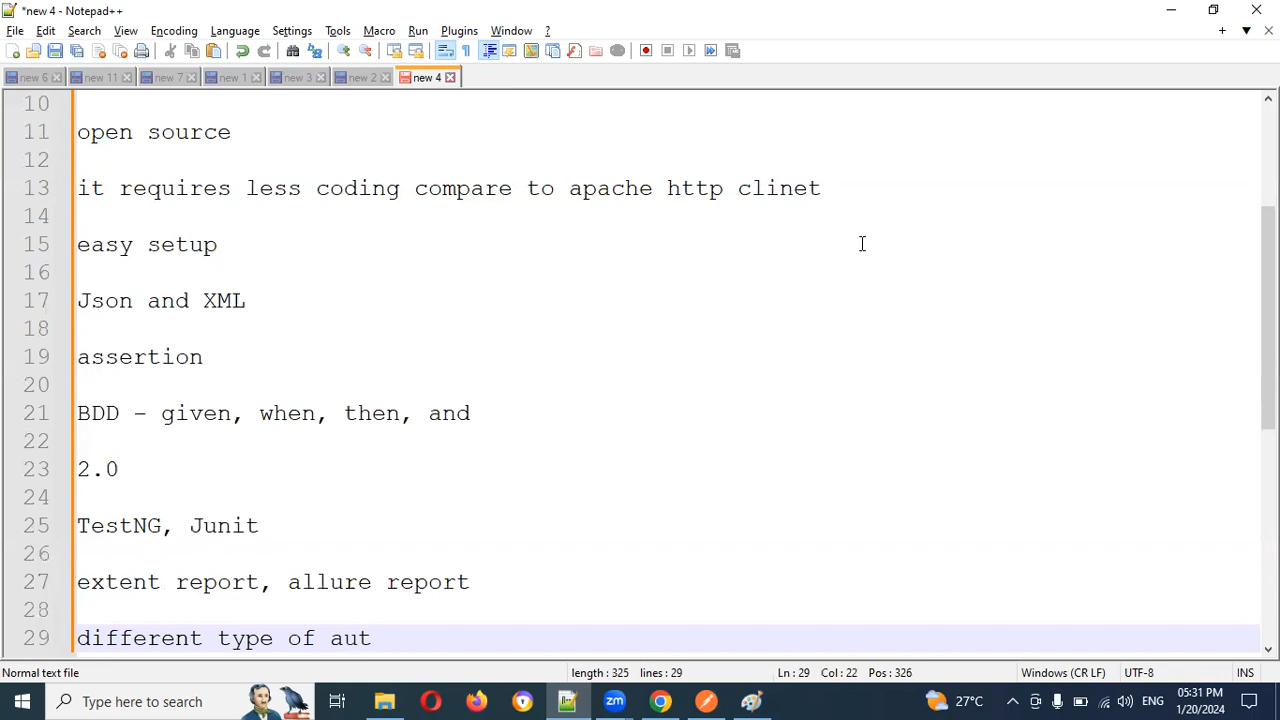 *new 4 - Notepad++
File Edit Search View Encoding Language Settings Tools Macro Run Plugins Window ?
new 6 new 11 new 7 new 1 new 3 new 2 new 4
10
11 open source
12
13 it requires less coding compare to apache http clinet
14
15 easy setup
16
17 Json and XML
18
19 assertion
20
21 BDD - given, when, then, and
22
23 2.0
24
25 TestNG, Junit
26
27 extent report, allure report
28
29 different type of aut
Normal text file length : 325 lines : 29 Ln : 29 Col : 22 Pos : 326 Windows (CR LF) UTF-8 INS
Type here to search 27°C ENG 05:31 PM
1/20/2024